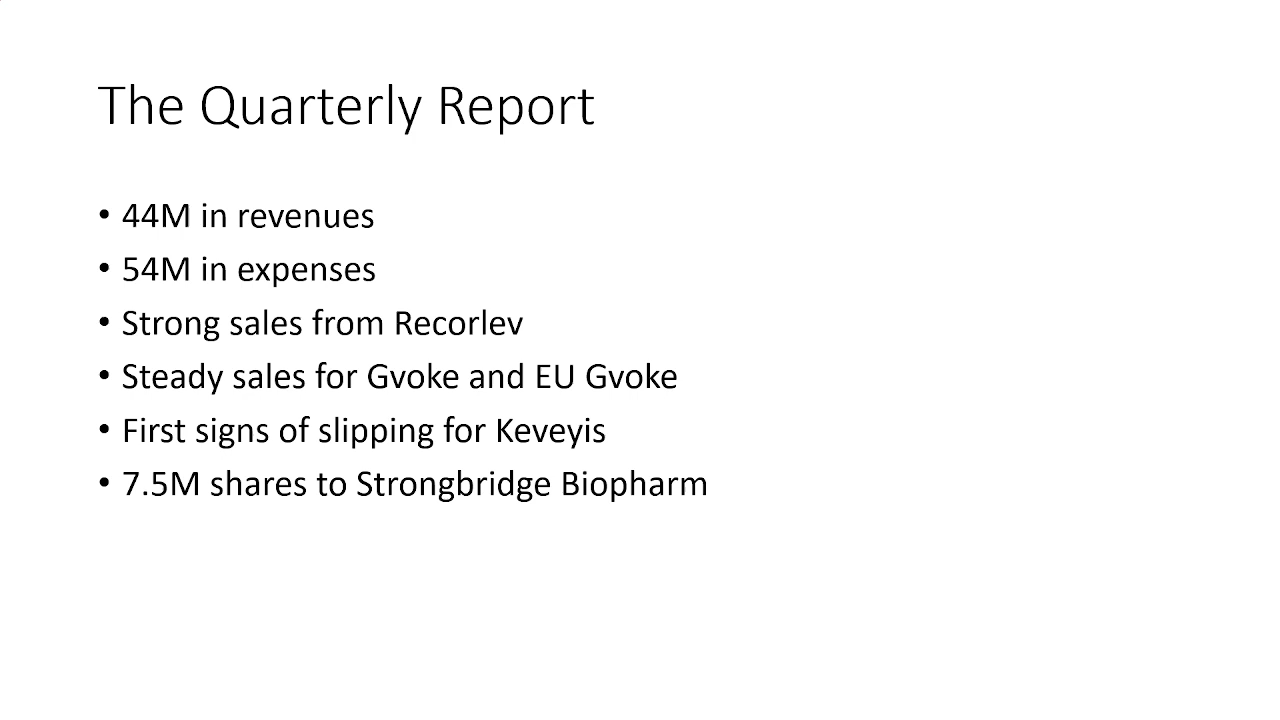 The Quarterly Report
• 44M in revenues
• 54M in expenses
• Strong sales from Recorlev
• Steady sales for Gvoke and EU Gvoke
• First signs of slipping for Keveyis
• 7.5M shares to Strongbridge Biopharm